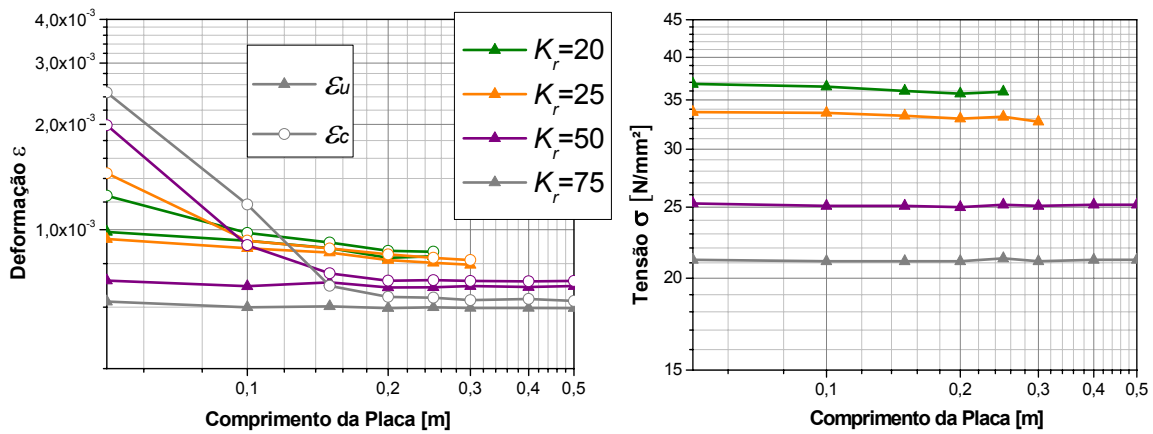 4,0x10⁻³
3,0x10⁻³
2,0x10⁻³
1,0x10⁻³
Deformação ε
0,1
0,2
0,3
0,4
0,5
Comprimento da Placa [m]
εu
εc
Kr=20
Kr=25
Kr=50
Kr=75
45
40
35
30
25
20
15
Tensão σ [N/mm²]
0,1
0,2
0,3
0,4
0,5
Comprimento da Placa [m]